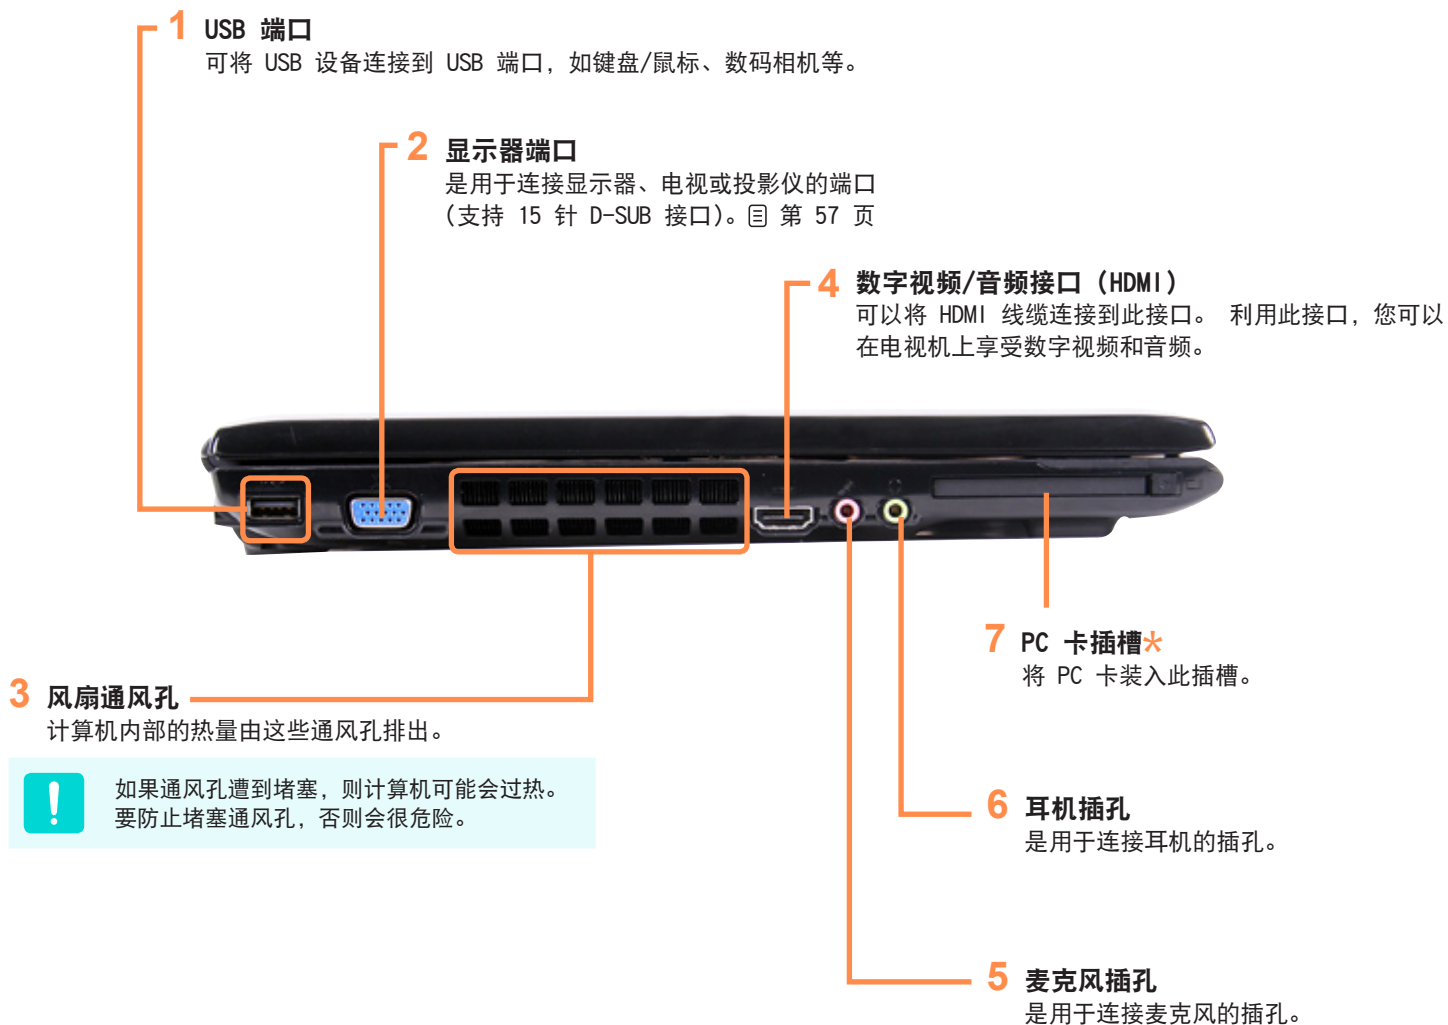 1 USB 端口
可将 USB 设备连接到 USB 端口，如键盘/鼠标、数码相机等。
2 显示器端口
是用于连接显示器、电视或投影仪的端口
(支持 15 针 D-SUB 接口)。 第 57 页
4 数字视频/音频接口 (HDMI)
可以将 HDMI 线缆连接到此接口。 利用此接口，您可以
在电视机上享受数字视频和音频。
7 PC 卡插槽*
将 PC 卡装入此插槽。
3 风扇通风孔
计算机内部的热量由这些通风孔排出。
! 如果通风孔遭到堵塞，则计算机可能会过热。
要防止堵塞通风孔，否则会很危险。
6 耳机插孔
是用于连接耳机的插孔。
5 麦克风插孔
是用于连接麦克风的插孔。